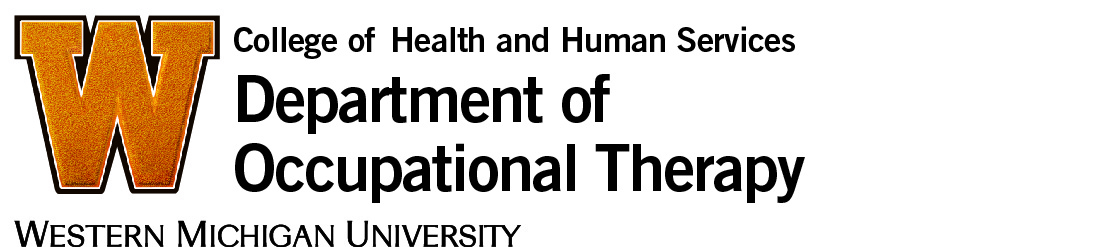 W
College of Health and Human Services
Department of
Occupational Therapy
WESTERN MICHIGAN UNIVERSITY